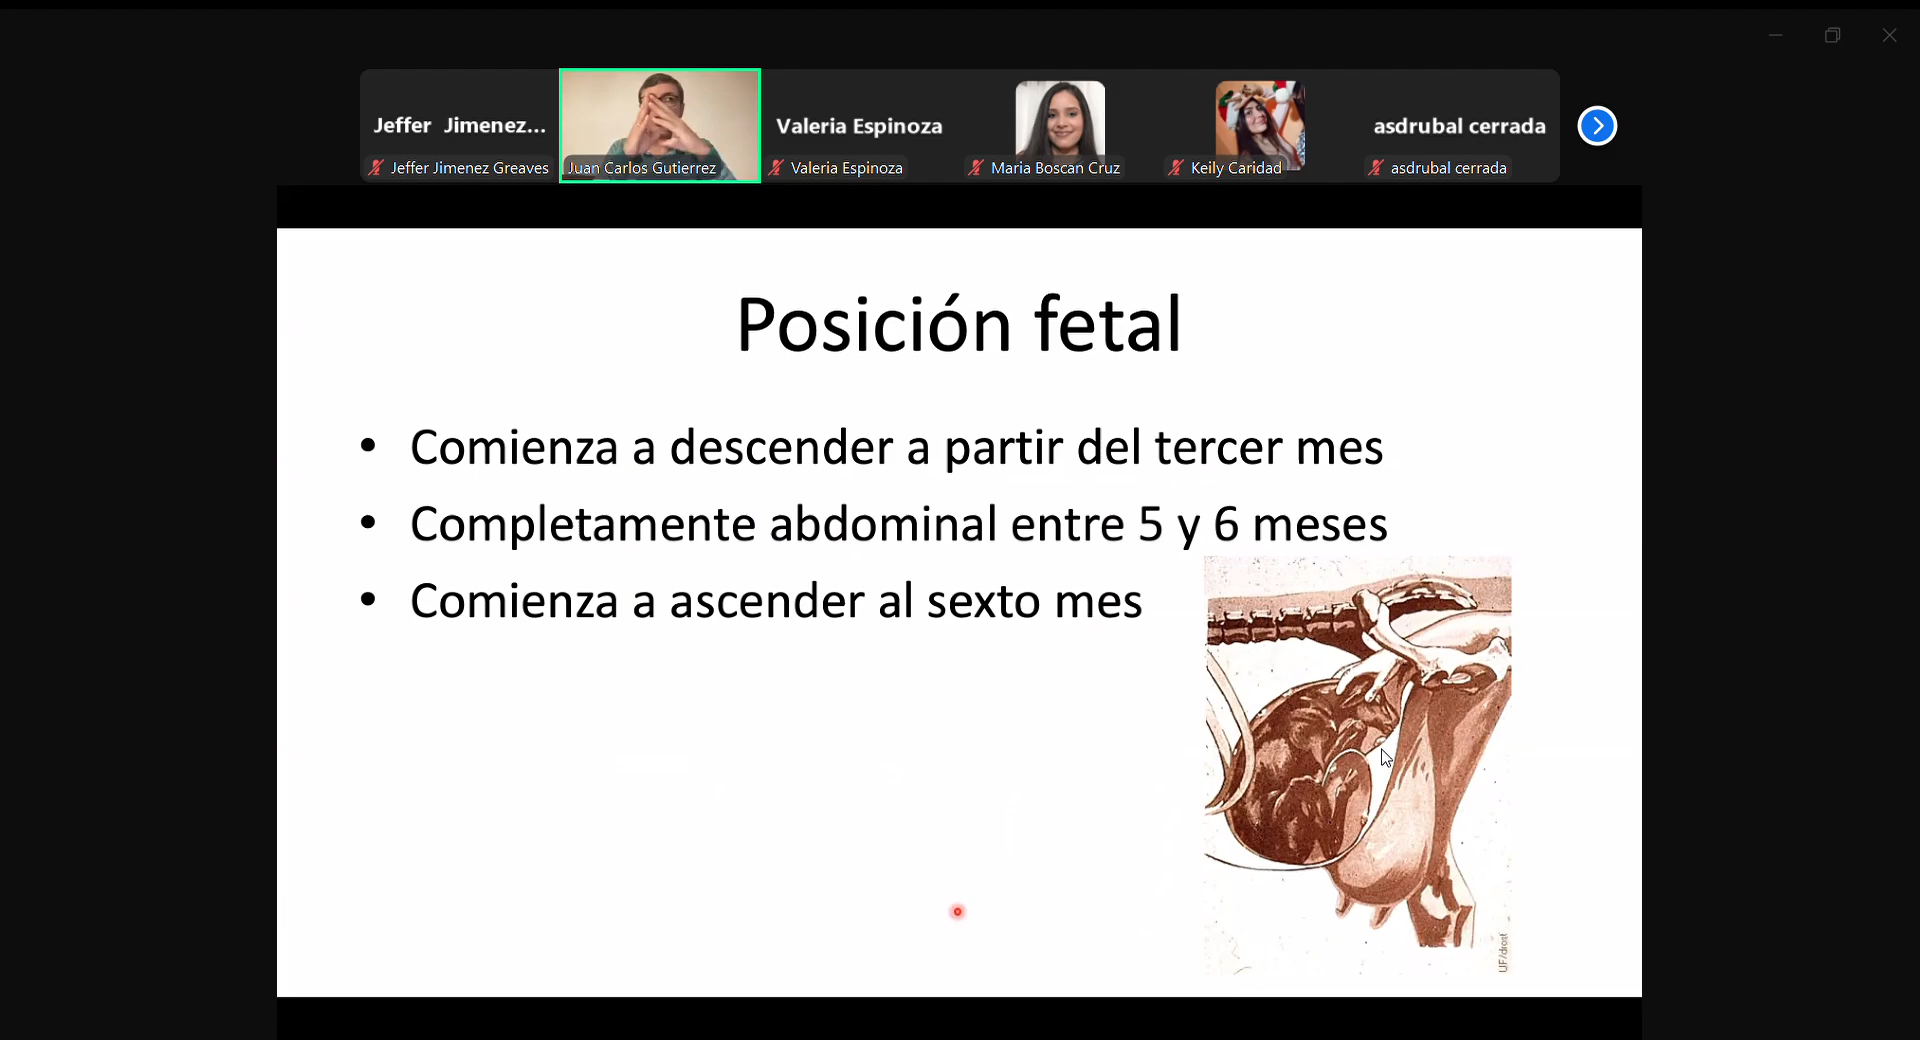 Jeffer Jimenez...
Valeria Espinoza
asdrubal cerrada
Jeffer Jimenez Greaves
Juan Carlos Gutierrez
Valeria Espinoza
Maria Boscan Cruz
Keily Caridad
asdrubal cerrada
Posición fetal
• Comienza a descender a partir del tercer mes
• Completamente abdominal entre 5 y 6 meses
• Comienza a ascender al sexto mes
UF/drost